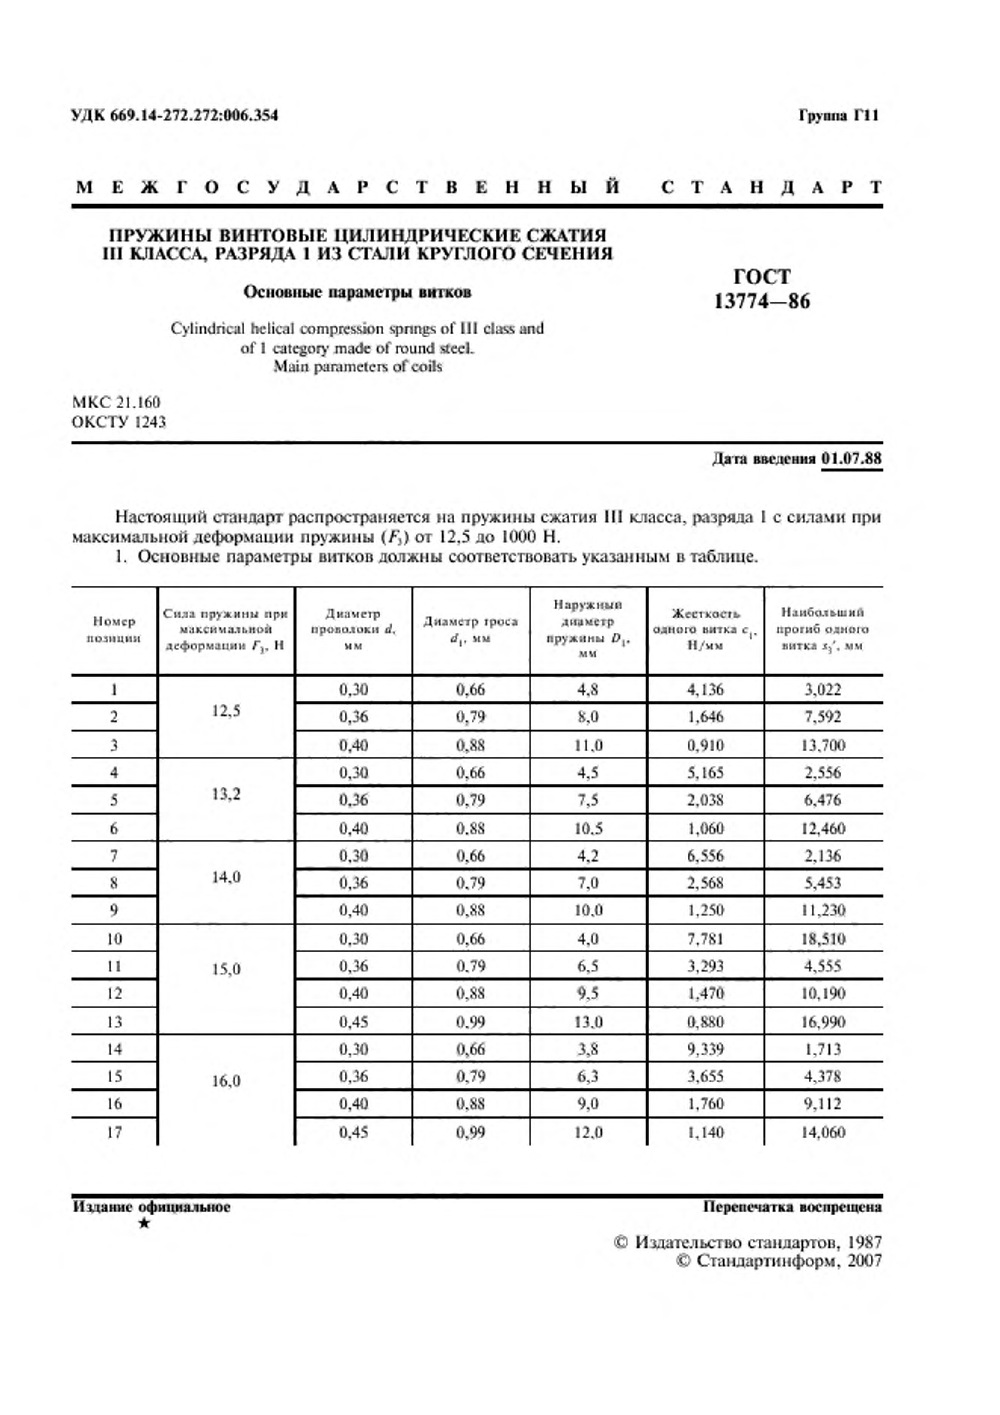 УДК 669.14-272.272:006.354 Группа Г11
МЕЖГОСУДАРСТВЕННЫЙ СТАНДАРТ
ПРУЖИНЫ ВИНТОВЫЕ ЦИЛИНДРИЧЕСКИЕ СЖАТИЯ
III КЛАССА, РАЗРЯДА 1 ИЗ СТАЛИ КРУГЛОГО СЕЧЕНИЯ
Основные параметры витков
Cylindrical helical compression springs of III class and
of 1 category made of round steel.
Main parameters of coils
ГОСТ
13774—86
МКС 21.160
ОКСТУ 1243
Дата введения 01.07.88
Настоящий стандарт распространяется на пружины сжатия III класса, разряда 1 с силами при
максимальной деформации пружины (F₃) от 12,5 до 1000 Н.
1. Основные параметры витков должны соответствовать указанным в таблице.
Номер позиции | Сила пружины при максимальной деформации F₃, Н | Диаметр проволоки d, мм | Диаметр троса d₁, мм | Наружный диаметр пружины D₁, мм | Жесткость одного витка c₁, Н/мм | Наибольший прогиб одного витка s₃', мм
1 | 12,5 | 0,30 | 0,66 | 4,8 | 4,136 | 3,022
2 | 0,36 | 0,79 | 8,0 | 1,646 | 7,592
3 | 0,40 | 0,88 | 11,0 | 0,910 | 13,700
4 | 13,2 | 0,30 | 0,66 | 4,5 | 5,165 | 2,556
5 | 0,36 | 0,79 | 7,5 | 2,038 | 6,476
6 | 0,40 | 0,88 | 10,5 | 1,060 | 12,460
7 | 14,0 | 0,30 | 0,66 | 4,2 | 6,556 | 2,136
8 | 0,36 | 0,79 | 7,0 | 2,568 | 5,453
9 | 0,40 | 0,88 | 10,0 | 1,250 | 11,230
10 | 15,0 | 0,30 | 0,66 | 4,0 | 7,781 | 18,510
11 | 0,36 | 0,79 | 6,5 | 3,293 | 4,555
12 | 0,40 | 0,88 | 9,5 | 1,470 | 10,190
13 | 0,45 | 0,99 | 13,0 | 0,880 | 16,990
14 | 16,0 | 0,30 | 0,66 | 3,8 | 9,339 | 1,713
15 | 0,36 | 0,79 | 6,3 | 3,655 | 4,378
16 | 0,40 | 0,88 | 9,0 | 1,760 | 9,112
17 | 0,45 | 0,99 | 12,0 | 1,140 | 14,060
Издание официальное Перепечатка воспрещена
★
© Издательство стандартов, 1987
© Стандартинформ, 2007